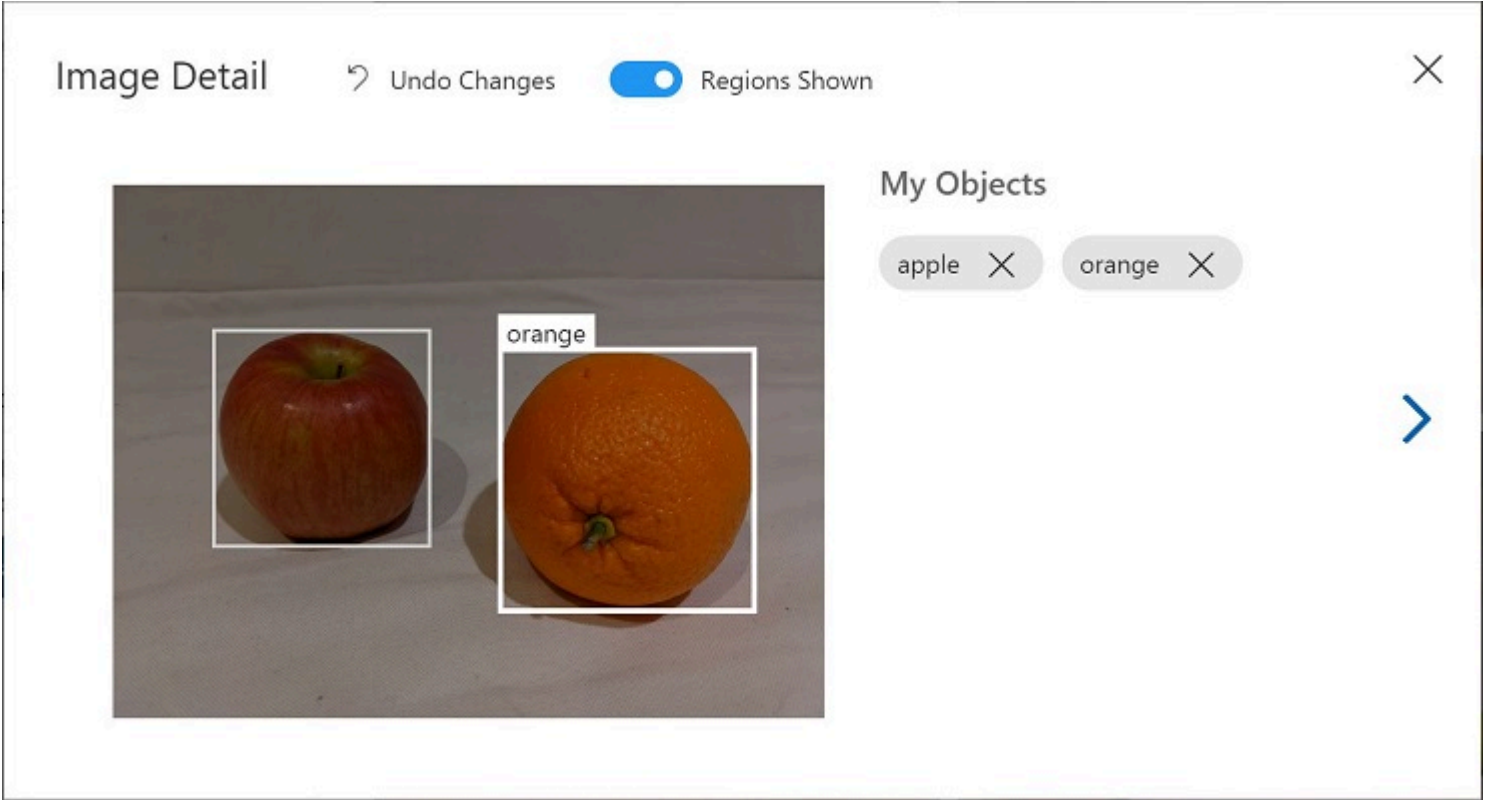 Image Detail
Undo Changes
Regions Shown
My Objects
apple
orange
orange